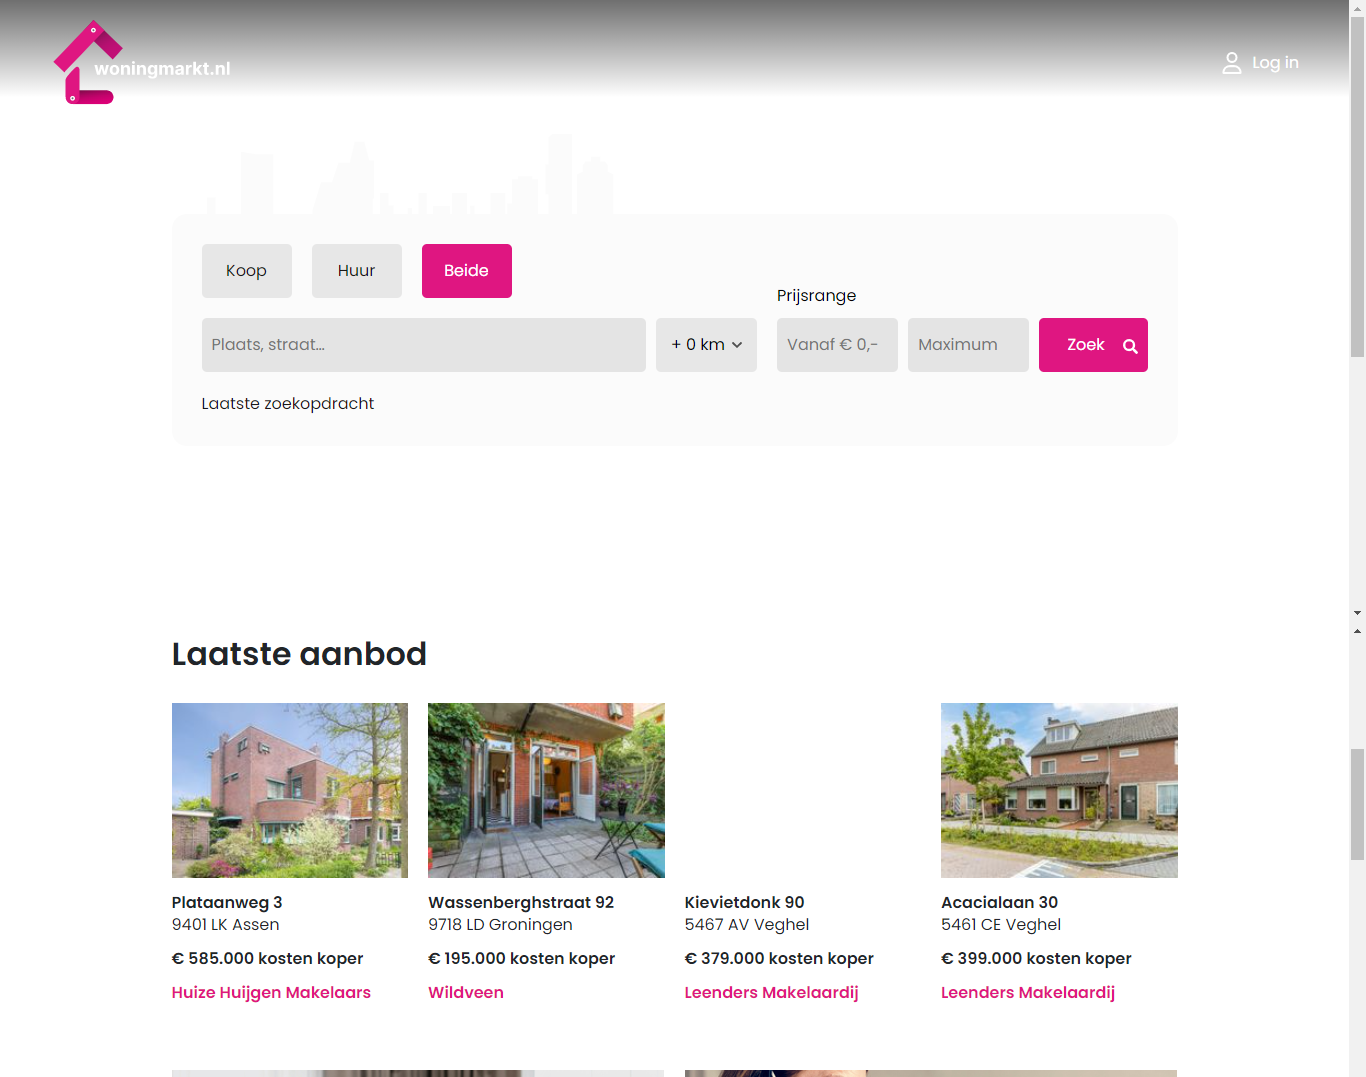 woningmarkt.nl
Log in
Koop
Huur
Beide
Prijsrange
Plaats, straat...
+ 0 km
Vanaf € 0,-
Maximum
Zoek
Laatste zoekopdracht
Laatste aanbod
Plataanweg 3
9401 LK Assen
€ 585.000 kosten koper
Huize Huijgen Makelaars
Wassenberghstraat 92
9718 LD Groningen
€ 195.000 kosten koper
Wildveen
Kievietdonk 90
5467 AV Veghel
€ 379.000 kosten koper
Leenders Makelaardij
Acacialaan 30
5461 CE Veghel
€ 399.000 kosten koper
Leenders Makelaardij